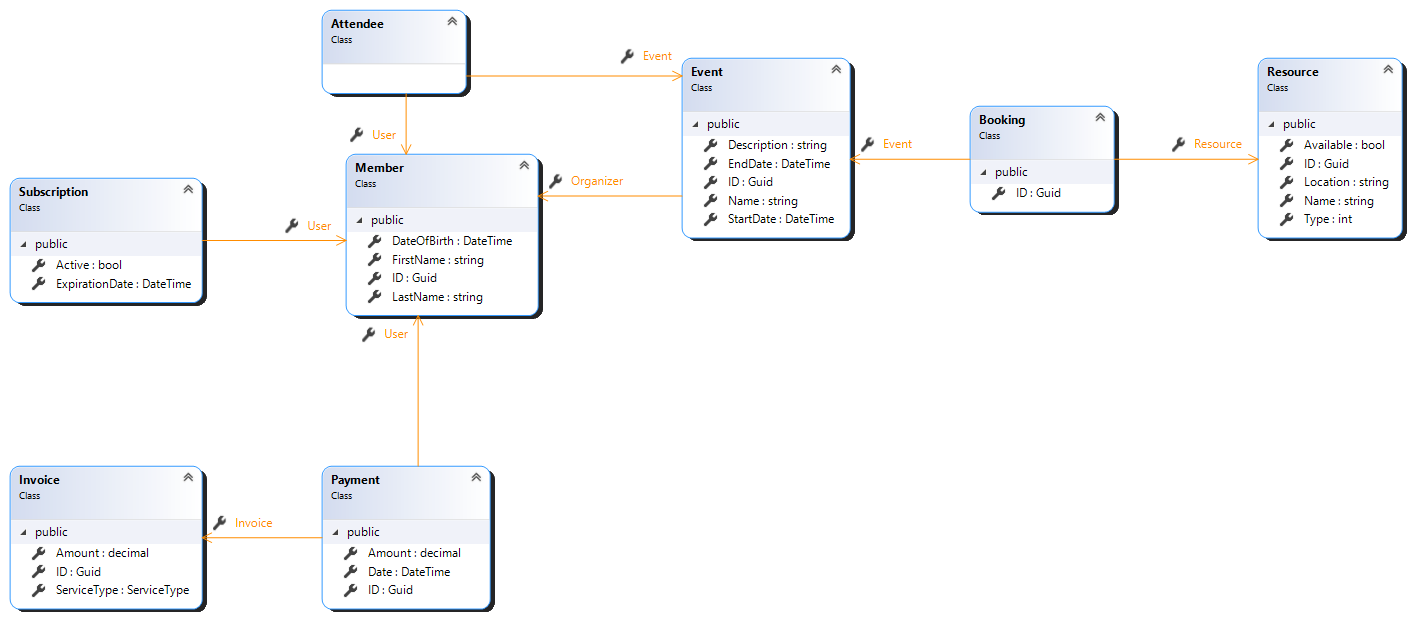 Attendee
Class
Event
User
Event
Class
public
Description : string
EndDate : DateTime
ID : Guid
Name : string
StartDate : DateTime
Resource
Class
public
Available : bool
ID : Guid
Location : string
Name : string
Type : int
Booking
Class
public
ID : Guid
Event
Resource
Member
Class
public
DateOfBirth : DateTime
FirstName : string
ID : Guid
LastName : string
Organizer
Subscription
Class
public
Active : bool
ExpirationDate : DateTime
User
User
Invoice
Class
public
Amount : decimal
ID : Guid
ServiceType : ServiceType
Invoice
Payment
Class
public
Amount : decimal
Date : DateTime
ID : Guid